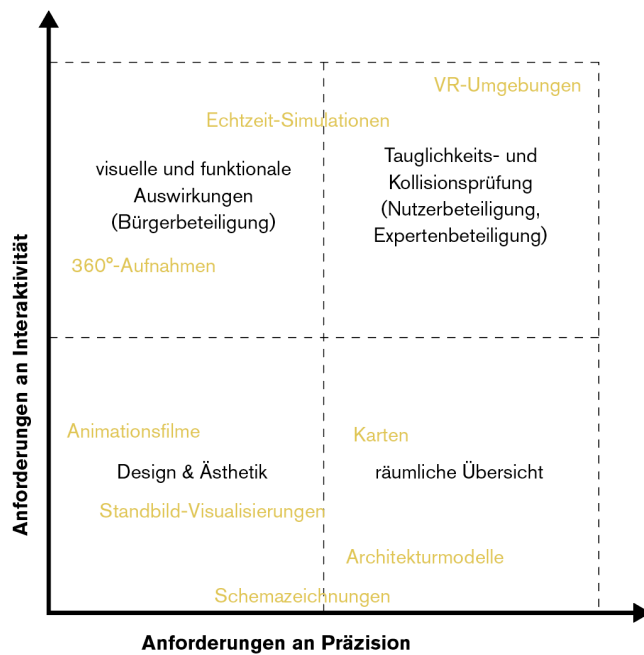 VR-Umgebungen
Echtzeit-Simulationen
visuelle und funktionale
Auswirkungen
(Bürgerbeteiligung)
Tauglichkeits- und
Kollisionsprüfung
(Nutzerbeteiligung,
Expertenbeteiligung)
360°-Aufnahmen
Anforderungen an Interaktivität
Animationsfilme
Karten
Design & Ästhetik
räumliche Übersicht
Standbild-Visualisierungen
Architekturmodelle
Schemazeichnungen
Anforderungen an Präzision